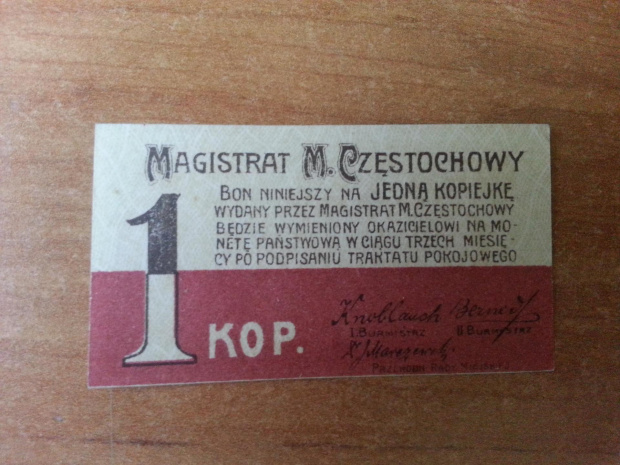 MAGISTRAT M. CZĘSTOCHOWY
BON NINIEJSZY NA JEDNĄ KOPIEJKĘ
WYDANY PRZEZ MAGISTRAT M. CZĘSTOCHOWY
BĘDZIE WYMIENIONY OKAZICIELOWI NA MO-
NETĘ PAŃSTWOWĄ W CIĄGU TRZECH MIESIĘ-
CY PO PODPISANIU TRAKTATU POKOJOWEGO
1 KOP.
Knoblauch
I. BURMISTRZ II. BURMISTRZ